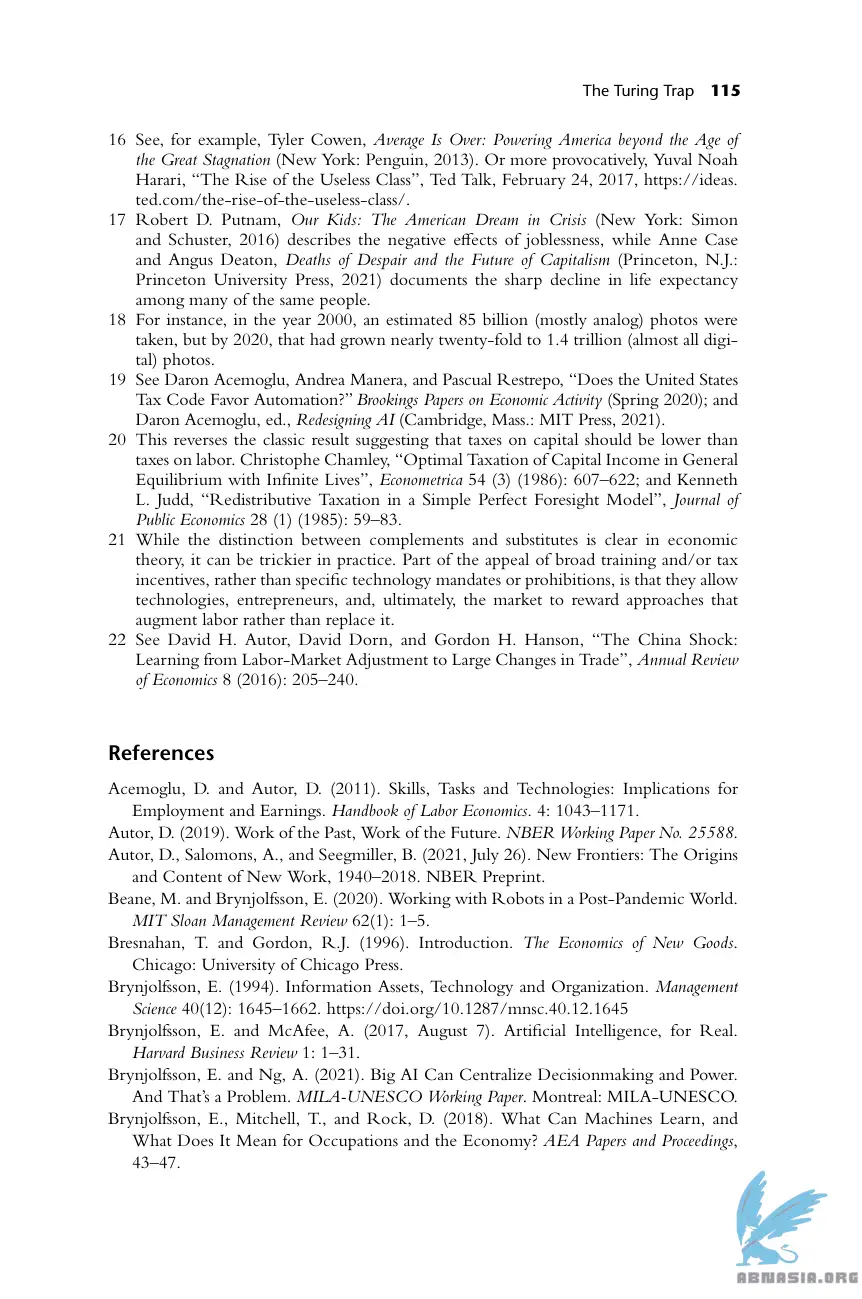 The Turing Trap 115
16 See, for example, Tyler Cowen, Average Is Over: Powering America beyond the Age of
the Great Stagnation (New York: Penguin, 2013). Or more provocatively, Yuval Noah
Harari, “The Rise of the Useless Class”, Ted Talk, February 24, 2017, https://ideas.
ted.com/the-rise-of-the-useless-class/.
17 Robert D. Putnam, Our Kids: The American Dream in Crisis (New York: Simon
and Schuster, 2016) describes the negative effects of joblessness, while Anne Case
and Angus Deaton, Deaths of Despair and the Future of Capitalism (Princeton, N.J.:
Princeton University Press, 2021) documents the sharp decline in life expectancy
among many of the same people.
18 For instance, in the year 2000, an estimated 85 billion (mostly analog) photos were
taken, but by 2020, that had grown nearly twenty-fold to 1.4 trillion (almost all digi-
tal) photos.
19 See Daron Acemoglu, Andrea Manera, and Pascual Restrepo, “Does the United States
Tax Code Favor Automation?” Brookings Papers on Economic Activity (Spring 2020); and
Daron Acemoglu, ed., Redesigning AI (Cambridge, Mass.: MIT Press, 2021).
20 This reverses the classic result suggesting that taxes on capital should be lower than
taxes on labor. Christophe Chamley, “Optimal Taxation of Capital Income in General
Equilibrium with Infinite Lives”, Econometrica 54 (3) (1986): 607–622; and Kenneth
L. Judd, “Redistributive Taxation in a Simple Perfect Foresight Model”, Journal of
Public Economics 28 (1) (1985): 59–83.
21 While the distinction between complements and substitutes is clear in economic
theory, it can be trickier in practice. Part of the appeal of broad training and/or tax
incentives, rather than specific technology mandates or prohibitions, is that they allow
technologies, entrepreneurs, and, ultimately, the market to reward approaches that
augment labor rather than replace it.
22 See David H. Autor, David Dorn, and Gordon H. Hanson, “The China Shock:
Learning from Labor-Market Adjustment to Large Changes in Trade”, Annual Review
of Economics 8 (2016): 205–240.
References
Acemoglu, D. and Autor, D. (2011). Skills, Tasks and Technologies: Implications for
Employment and Earnings. Handbook of Labor Economics. 4: 1043–1171.
Autor, D. (2019). Work of the Past, Work of the Future. NBER Working Paper No. 25588.
Autor, D., Salomons, A., and Seegmiller, B. (2021, July 26). New Frontiers: The Origins
and Content of New Work, 1940–2018. NBER Preprint.
Beane, M. and Brynjolfsson, E. (2020). Working with Robots in a Post-Pandemic World.
MIT Sloan Management Review 62(1): 1–5.
Bresnahan, T. and Gordon, R.J. (1996). Introduction. The Economics of New Goods.
Chicago: University of Chicago Press.
Brynjolfsson, E. (1994). Information Assets, Technology and Organization. Management
Science 40(12): 1645–1662. https://doi.org/10.1287/mnsc.40.12.1645
Brynjolfsson, E. and McAfee, A. (2017, August 7). Artificial Intelligence, for Real.
Harvard Business Review 1: 1–31.
Brynjolfsson, E. and Ng, A. (2021). Big AI Can Centralize Decisionmaking and Power.
And That’s a Problem. MILA-UNESCO Working Paper. Montreal: MILA-UNESCO.
Brynjolfsson, E., Mitchell, T., and Rock, D. (2018). What Can Machines Learn, and
What Does It Mean for Occupations and the Economy? AEA Papers and Proceedings,
43–47.
ABNASIA.ORG